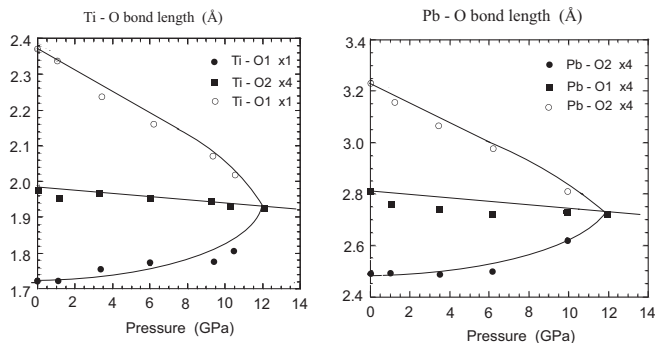 Ti - O bond length (Å)
2.4
2.3
2.2
2.1
2.0
1.9
1.8
1.7
Ti - O1 x1
Ti - O2 x4
Ti - O1 x1
0 2 4 6 8 10 12 14
Pressure (GPa)
Pb - O bond length (Å)
3.4
3.2
3.0
2.8
2.6
2.4
Pb - O2 x4
Pb - O1 x4
Pb - O2 x4
0 2 4 6 8 10 12 14
Pressure (GPa)